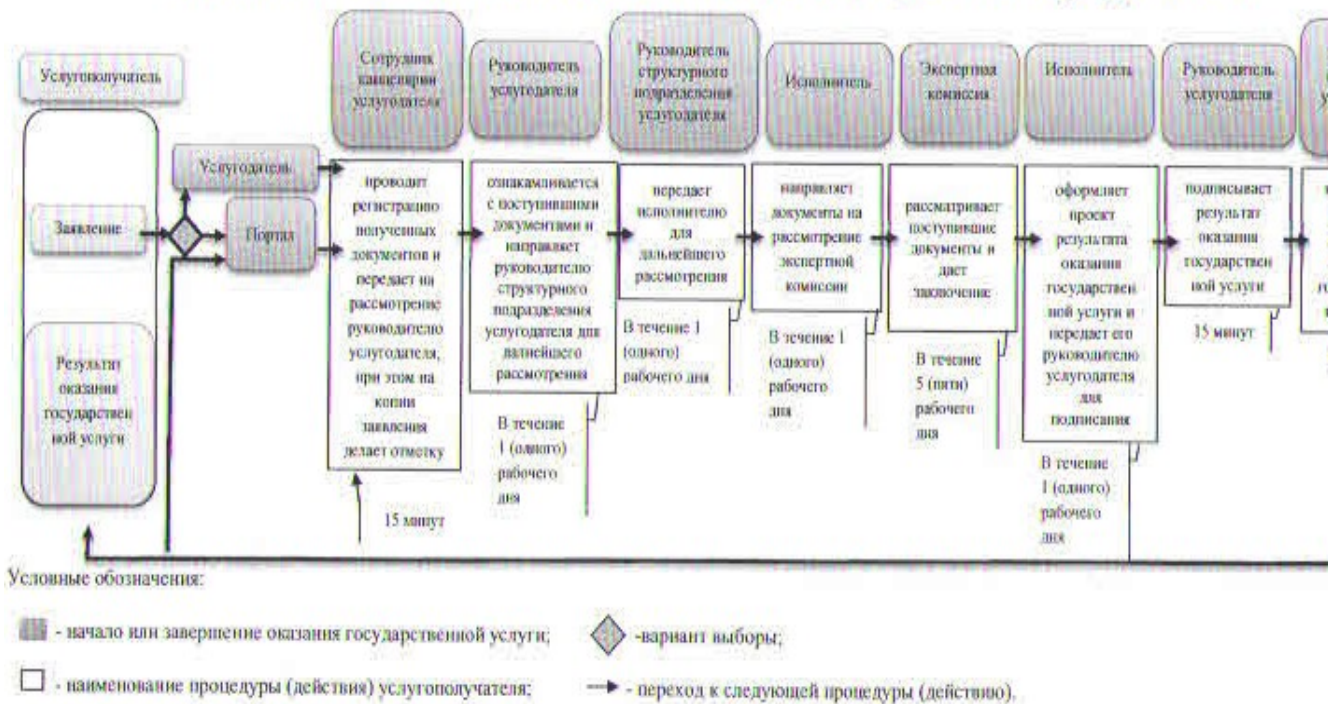 Услугополучатель
Заявление
Результат
оказания
государствен
ной услуги
Услугодатель
Портал
Сотрудник
канцелярии
услугодателя
проводит
регистрацию
полученных
документов и
передает на
рассмотрение
руководителю
услугодателя,
при этом на
копии
заявления
делает отметку
15 минут
Руководитель
услугодателя
ознакамливается
с поступившими
документами и
направляет
руководителю
структурного
подразделения
услугодателя для
дальнейшего
рассмотрения
В течение
1 (одного)
рабочего
дня
Руководитель
структурного
подразделения
услугодателя
передает
исполнителю
для
дальнейшего
рассмотрения
В течение 1
(одного)
рабочего дня
Исполнитель
направляет
документы на
рассмотрение
экспертной
комиссии
В течение 1
(одного)
рабочего
дня
Экспертная
комиссия
рассматривает
поступившие
документы и
дает
заключение
В течение
5 (пяти)
рабочего
дня
Исполнитель
оформляет
проект
результата
оказания
государствен
ной услуги и
передает его
руководителю
услугодателя
для
подписания
В течение
1 (одного)
рабочего
дня
Руководитель
услугодателя
подписывает
результат
оказания
государствен
ной услуги
15 минут
Условные обозначения:
- начало или завершение оказания государственной услуги;
-вариант выборы;
- наименование процедуры (действия) услугополучателя;
- переход к следующей процедуры (действию).